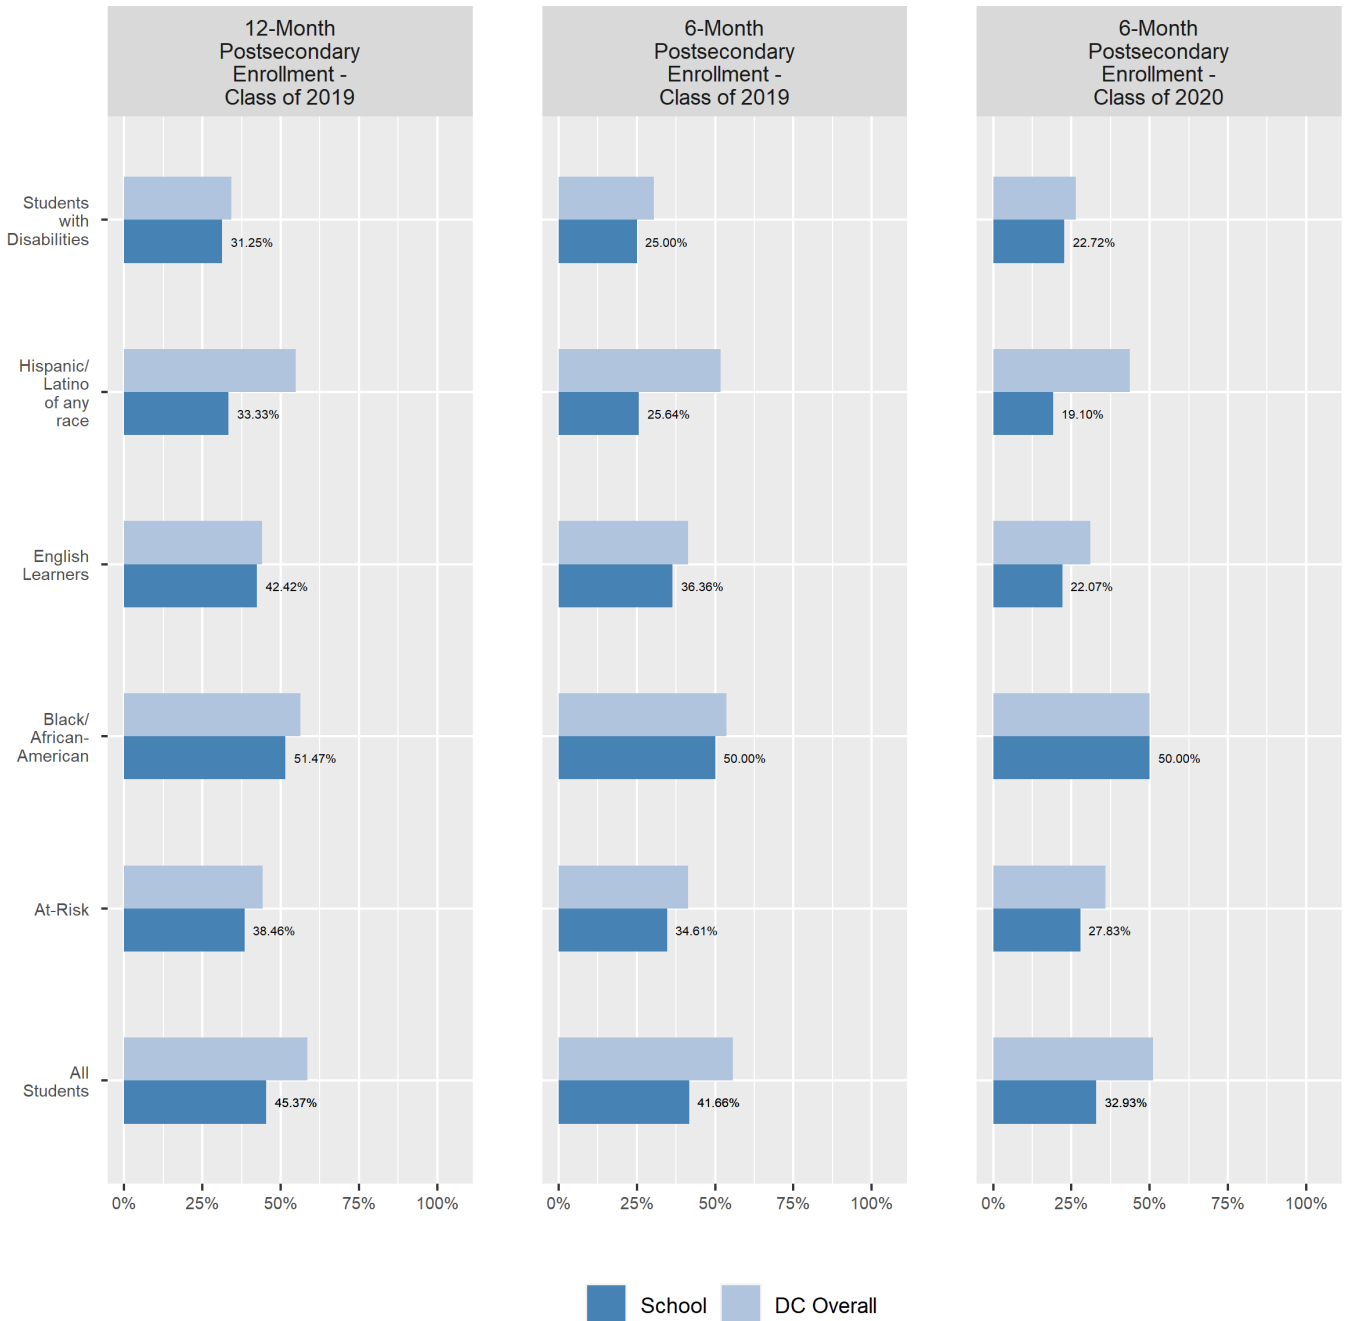 12-Month
Postsecondary
Enrollment -
Class of 2019
6-Month
Postsecondary
Enrollment -
Class of 2019
6-Month
Postsecondary
Enrollment -
Class of 2020
Students
with
Disabilities
31.25%
25.00%
22.72%
Hispanic/
Latino
of any
race
33.33%
25.64%
19.10%
English
Learners
42.42%
36.36%
22.07%
Black/
African-
American
51.47%
50.00%
50.00%
At-Risk
38.46%
34.61%
27.83%
All
Students
45.37%
41.66%
32.93%
0% 25% 50% 75% 100%
0% 25% 50% 75% 100%
0% 25% 50% 75% 100%
School DC Overall